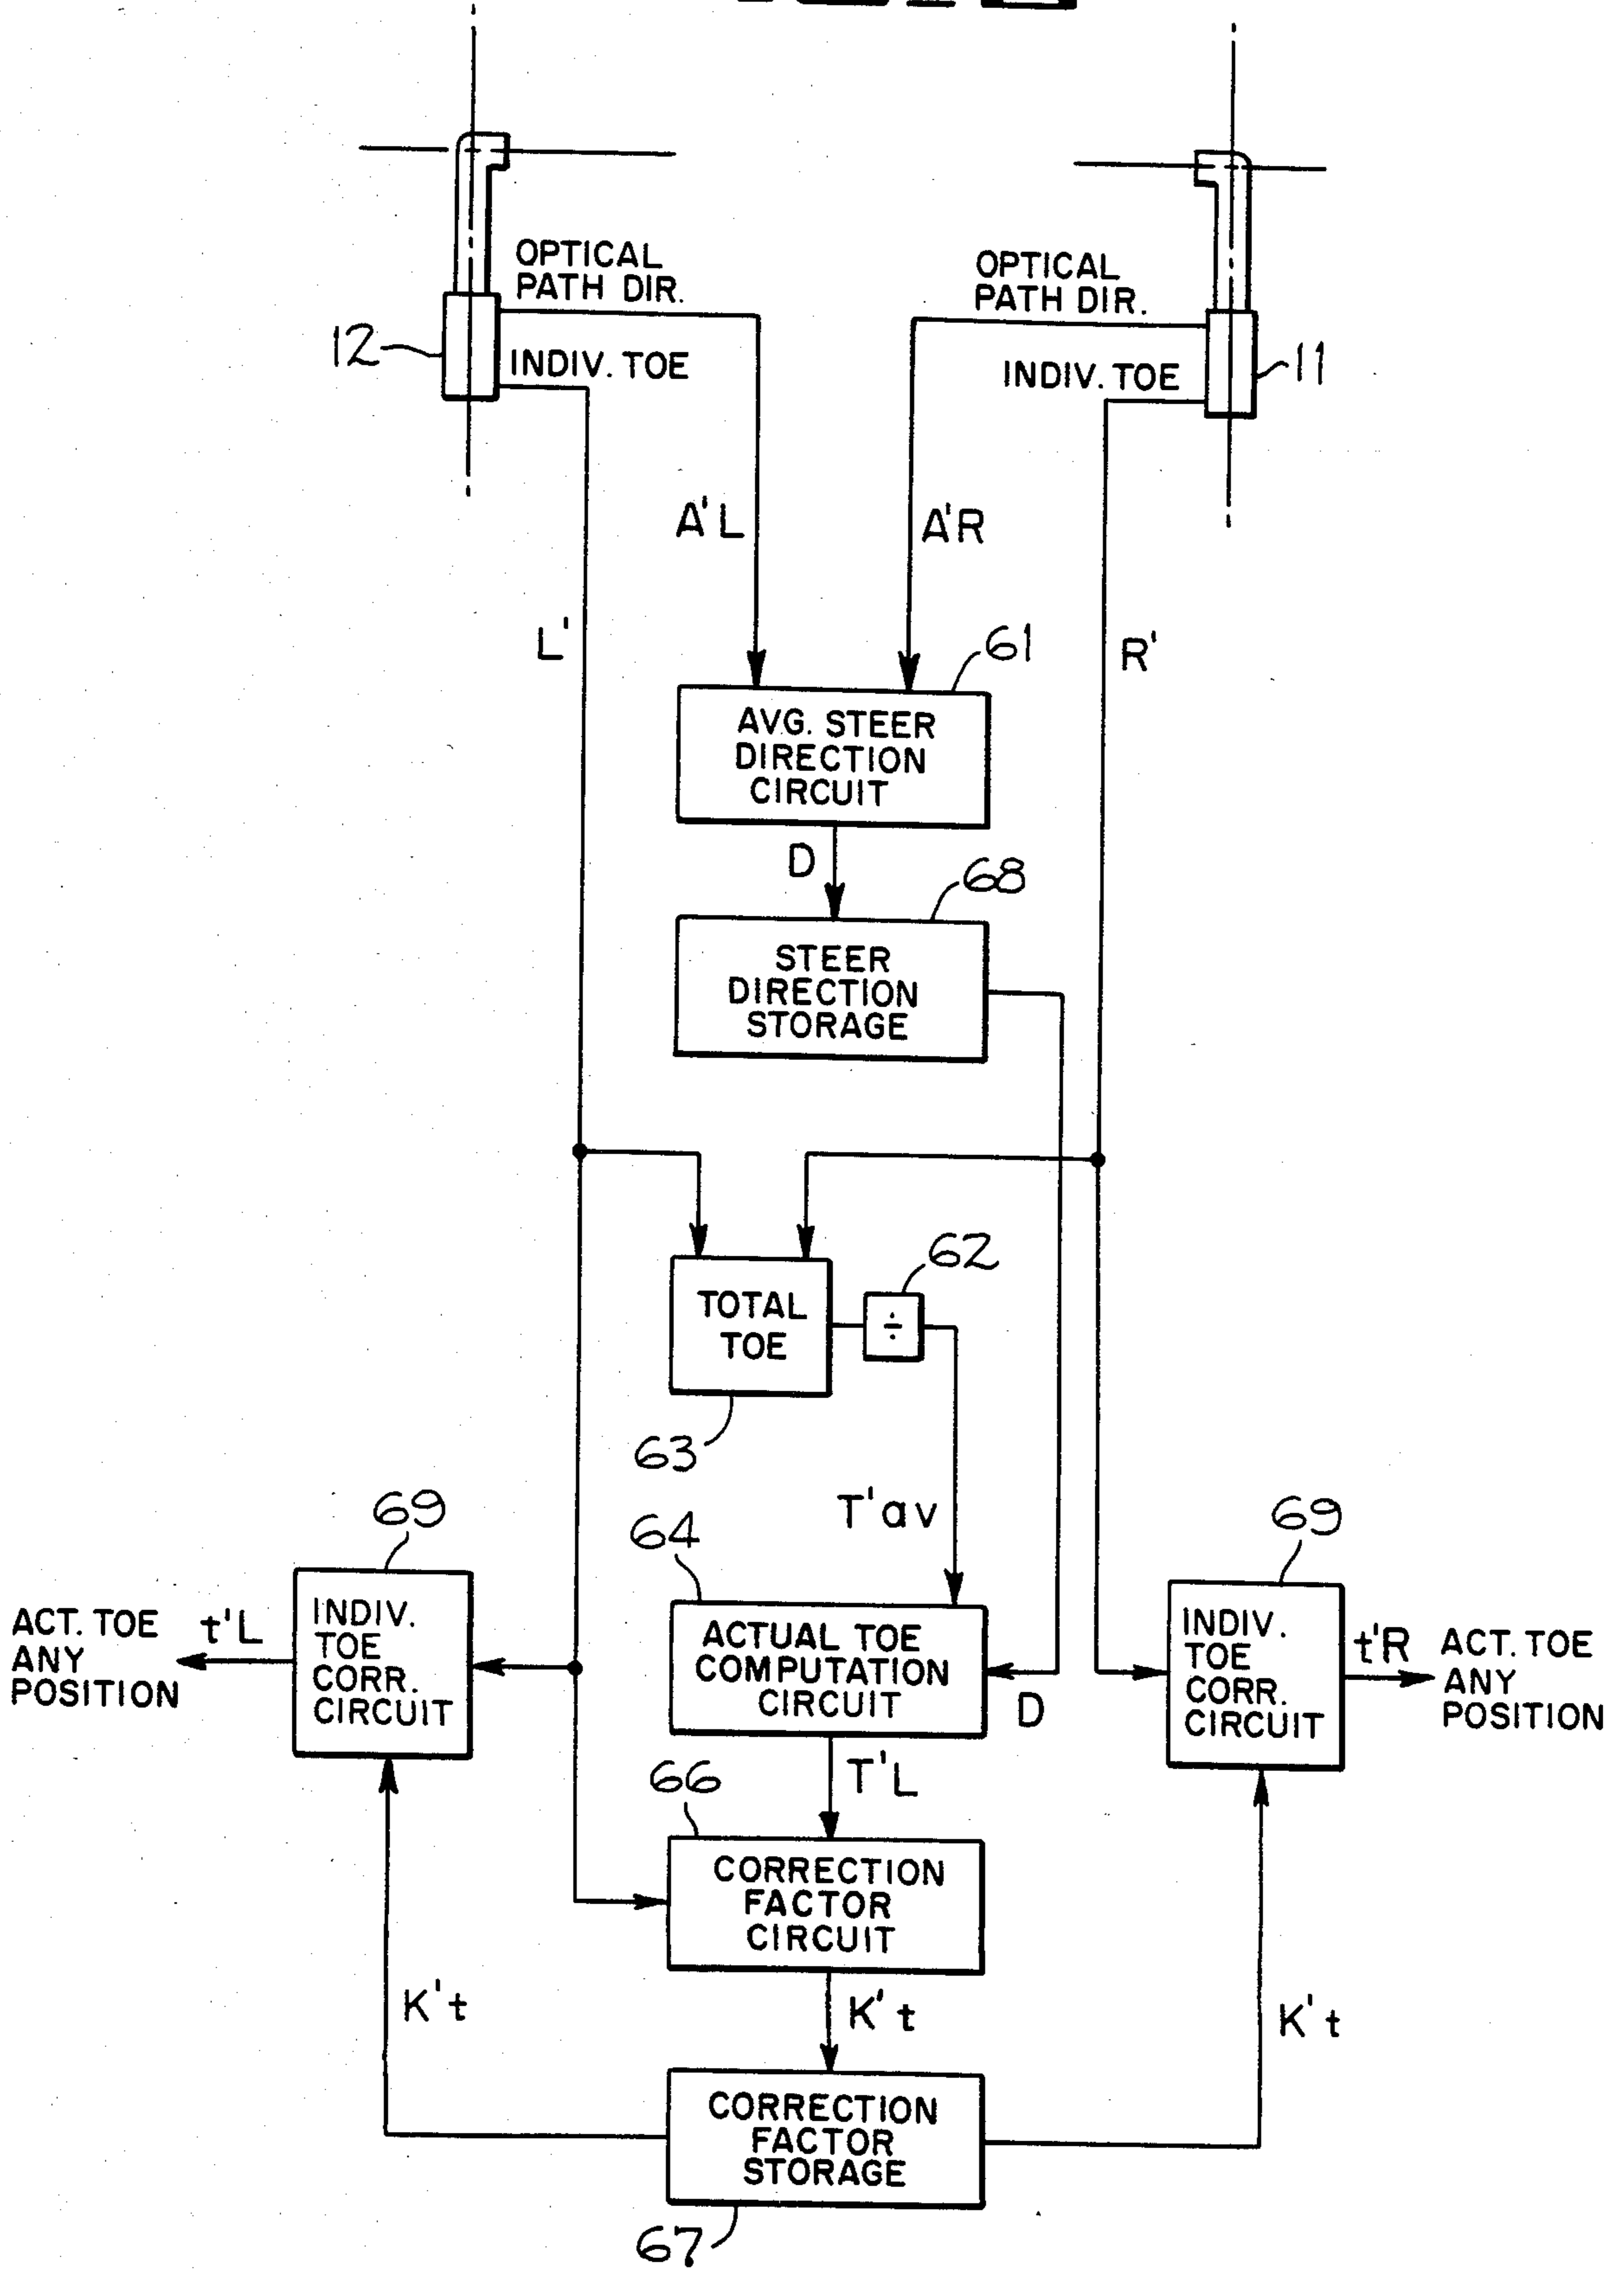 OPTICAL
PATH DIR.
OPTICAL
PATH DIR.
12
INDIV. TOE
INDIV. TOE
11
A'L
A'R
L'
R'
61
AVG. STEER
DIRECTION
CIRCUIT
D
68
STEER
DIRECTION
STORAGE
62
TOTAL
TOE
÷
63
T'av
69
64
69
ACT. TOE
ANY
POSITION
t'L
INDIV.
TOE
CORR.
CIRCUIT
ACTUAL TOE
COMPUTATION
CIRCUIT
D
INDIV.
TOE
CORR.
CIRCUIT
t'R
ACT. TOE
ANY
POSITION
T'L
66
CORRECTION
FACTOR
CIRCUIT
K't
K't
K't
CORRECTION
FACTOR
STORAGE
67